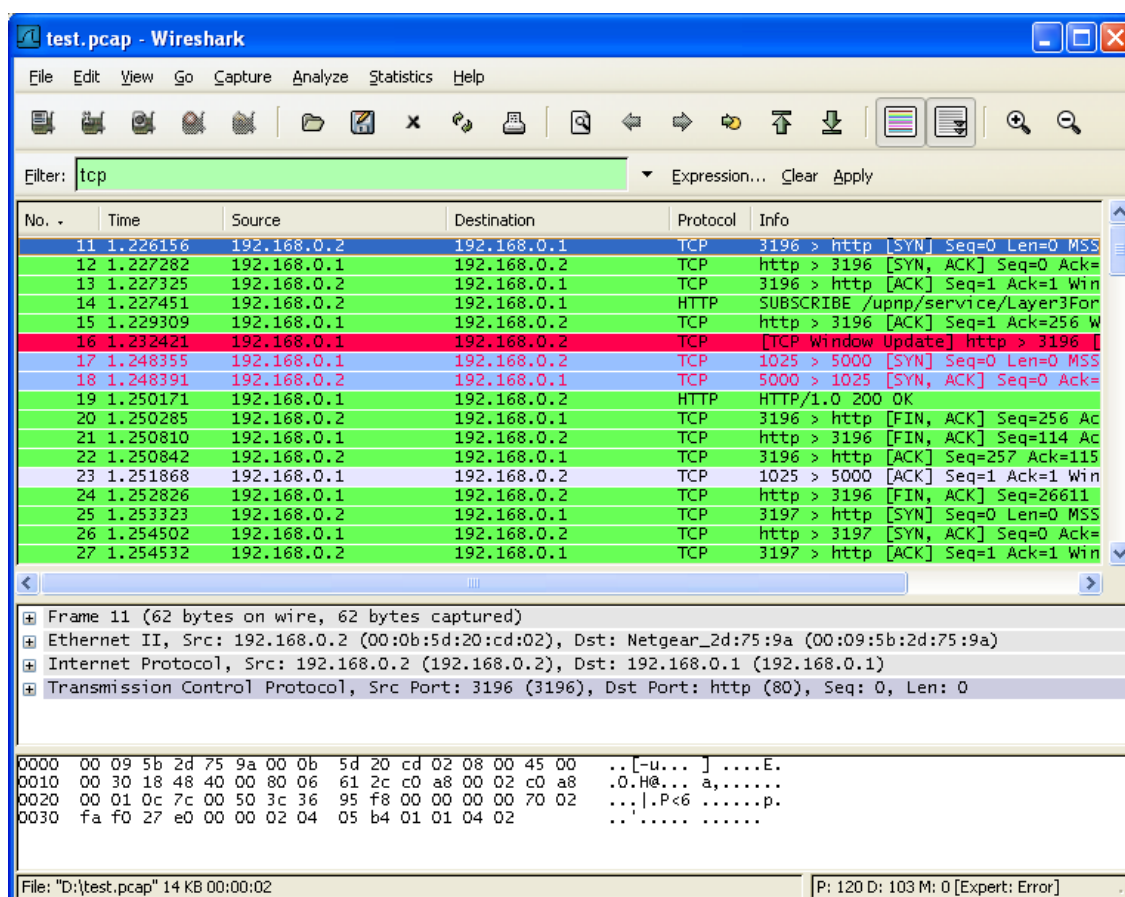 test.pcap - Wireshark
File Edit View Go Capture Analyze Statistics Help
Filter: tcp Expression... Clear Apply
No. Time Source Destination Protocol Info
11 1.226156 192.168.0.2 192.168.0.1 TCP 3196 > http [SYN] Seq=0 Len=0 MSS
12 1.227282 192.168.0.1 192.168.0.2 TCP http > 3196 [SYN, ACK] Seq=0 Ack=
13 1.227325 192.168.0.2 192.168.0.1 TCP 3196 > http [ACK] Seq=1 Ack=1 Win
14 1.227451 192.168.0.2 192.168.0.1 HTTP SUBSCRIBE /upnp/service/Layer3For
15 1.229309 192.168.0.1 192.168.0.2 TCP http > 3196 [ACK] Seq=1 Ack=256 W
16 1.232421 192.168.0.1 192.168.0.2 TCP [TCP Window Update] http > 3196 [
17 1.248355 192.168.0.1 192.168.0.2 TCP 1025 > 5000 [SYN] Seq=0 Len=0 MSS
18 1.248391 192.168.0.2 192.168.0.1 TCP 5000 > 1025 [SYN, ACK] Seq=0 Ack=
19 1.250171 192.168.0.1 192.168.0.2 HTTP HTTP/1.0 200 OK
20 1.250285 192.168.0.2 192.168.0.1 TCP 3196 > http [FIN, ACK] Seq=256 Ac
21 1.250810 192.168.0.1 192.168.0.2 TCP http > 3196 [FIN, ACK] Seq=114 Ac
22 1.250842 192.168.0.2 192.168.0.1 TCP 3196 > http [ACK] Seq=257 Ack=115
23 1.251868 192.168.0.1 192.168.0.2 TCP 1025 > 5000 [ACK] Seq=1 Ack=1 Win
24 1.252826 192.168.0.1 192.168.0.2 TCP http > 3196 [FIN, ACK] Seq=26611
25 1.253323 192.168.0.2 192.168.0.1 TCP 3197 > http [SYN] Seq=0 Len=0 MSS
26 1.254502 192.168.0.1 192.168.0.2 TCP http > 3197 [SYN, ACK] Seq=0 Ack=
27 1.254532 192.168.0.2 192.168.0.1 TCP 3197 > http [ACK] Seq=1 Ack=1 Win
Frame 11 (62 bytes on wire, 62 bytes captured)
Ethernet II, Src: 192.168.0.2 (00:0b:5d:20:cd:02), Dst: Netgear_2d:75:9a (00:09:5b:2d:75:9a)
Internet Protocol, Src: 192.168.0.2 (192.168.0.2), Dst: 192.168.0.1 (192.168.0.1)
Transmission Control Protocol, Src Port: 3196 (3196), Dst Port: http (80), Seq: 0, Len: 0
0000 00 09 5b 2d 75 9a 00 0b 5d 20 cd 02 08 00 45 00 ..[-u... ] ....E.
0010 00 30 18 48 40 00 80 06 61 2c c0 a8 00 02 c0 a8 .0.H@... a,......
0020 00 01 0c 7c 00 50 3c 36 95 f8 00 00 00 00 70 02 ...|.P<6 ......p.
0030 fa f0 27 e0 00 00 02 04 05 b4 01 01 04 02 ..'..... ......
File: "D:\test.pcap" 14 KB 00:00:02 P: 120 D: 103 M: 0 [Expert: Error]